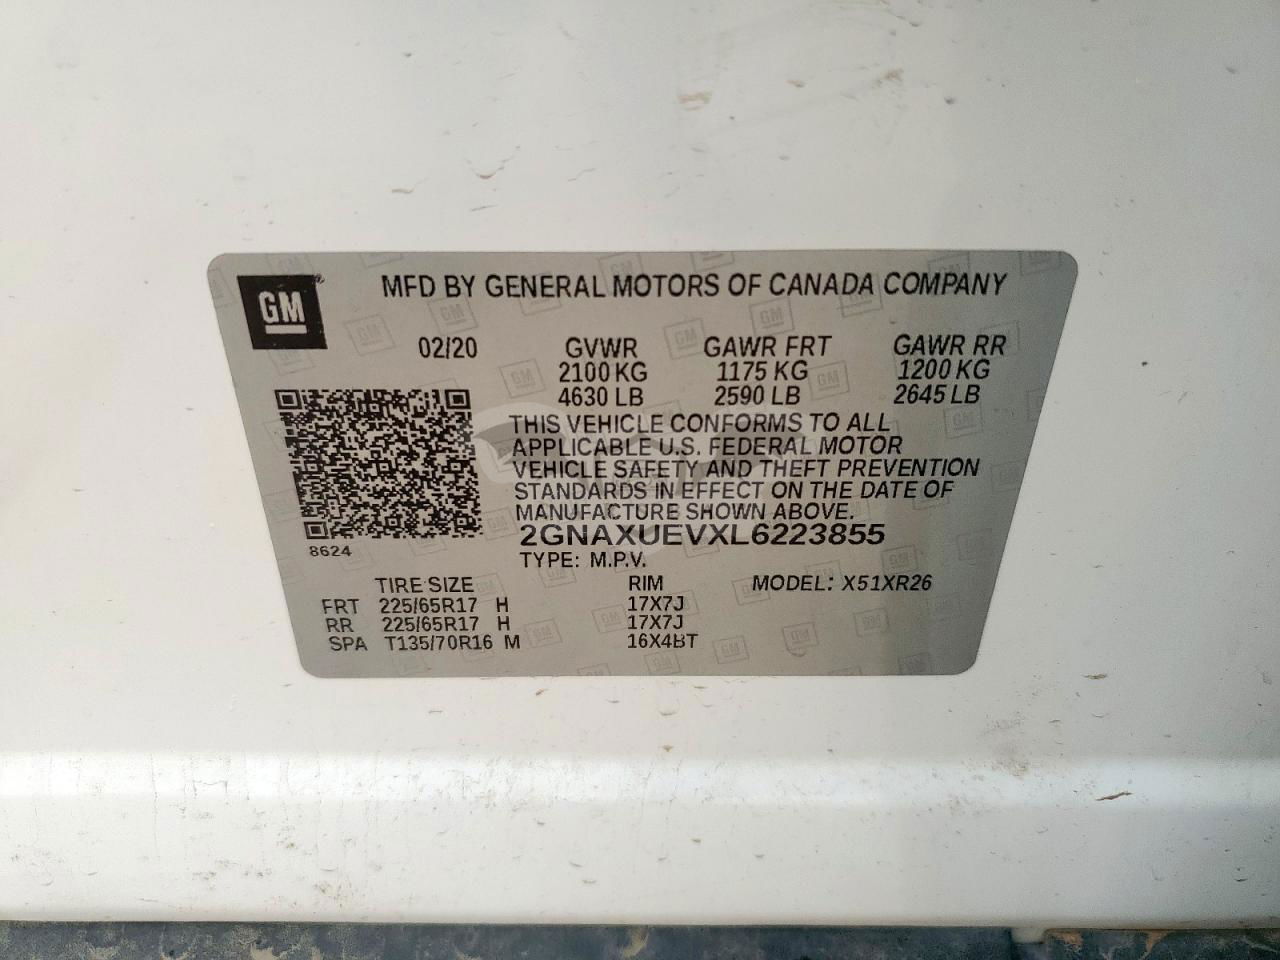 GM ®
MFD BY GENERAL MOTORS OF CANADA COMPANY
02/20 GVWR GAWR FRT GAWR RR
2100 KG 1175 KG 1200 KG
4630 LB 2590 LB 2645 LB
THIS VEHICLE CONFORMS TO ALL
APPLICABLE U.S. FEDERAL MOTOR
VEHICLE SAFETY AND THEFT PREVENTION
STANDARDS IN EFFECT ON THE DATE OF
MANUFACTURE SHOWN ABOVE.
2GNAXUEVXL6223855
8624
TYPE: M.P.V.
TIRE SIZE RIM MODEL: X51XR26
FRT 225/65R17 H 17X7J
RR 225/65R17 H 17X7J
SPA T135/70R16 M 16X4BT